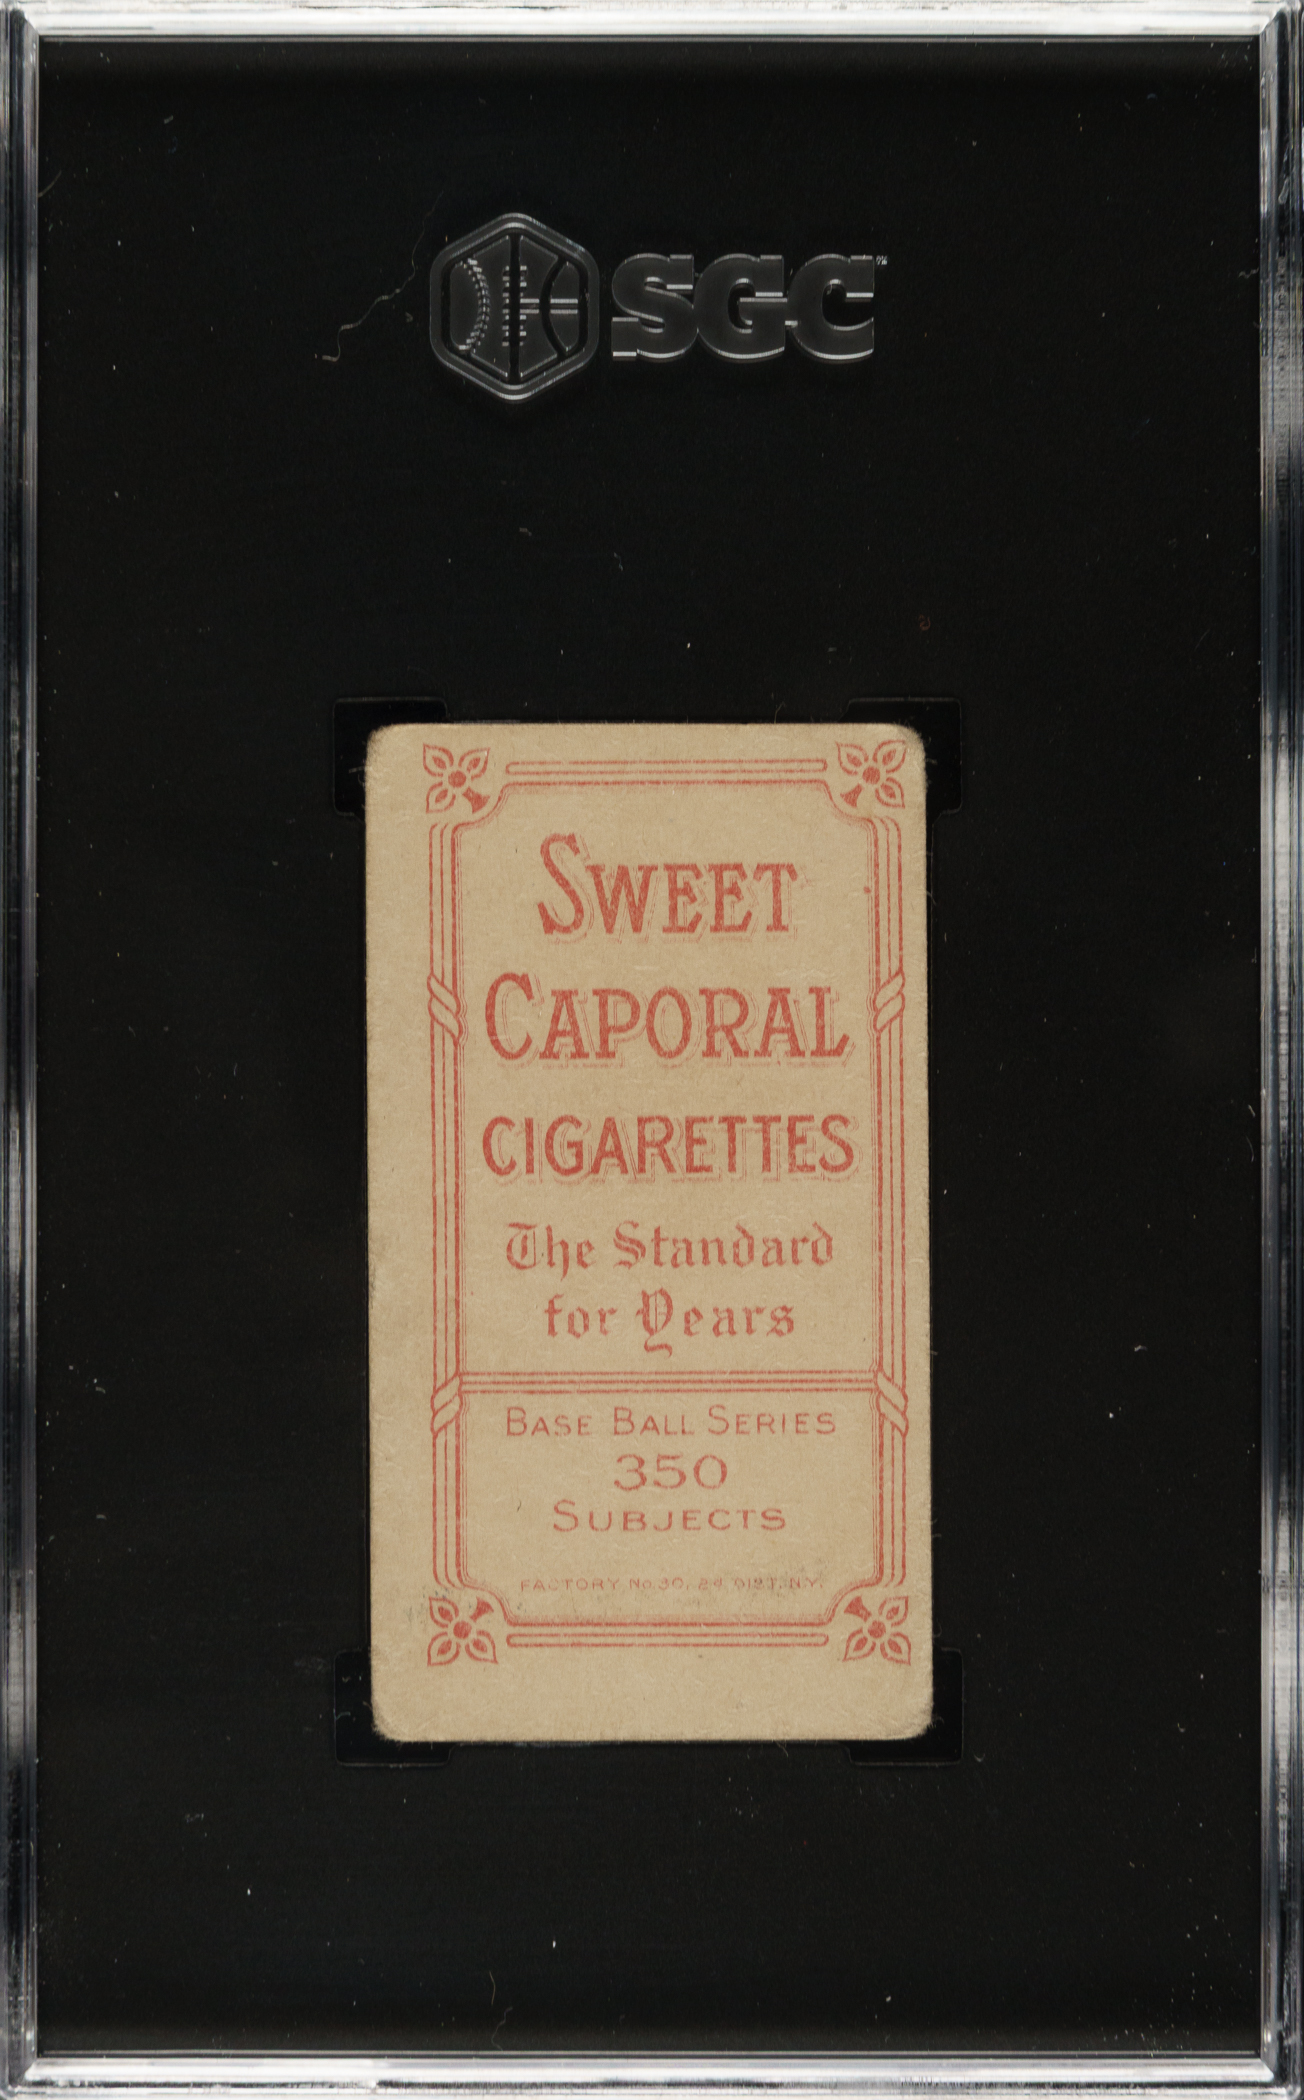 SGC
SWEET
CAPORAL
CIGARETTES
The Standard
for Years
BASE BALL SERIES
350
SUBJECTS
FACTORY No. 30, 2d DIST. N.Y.